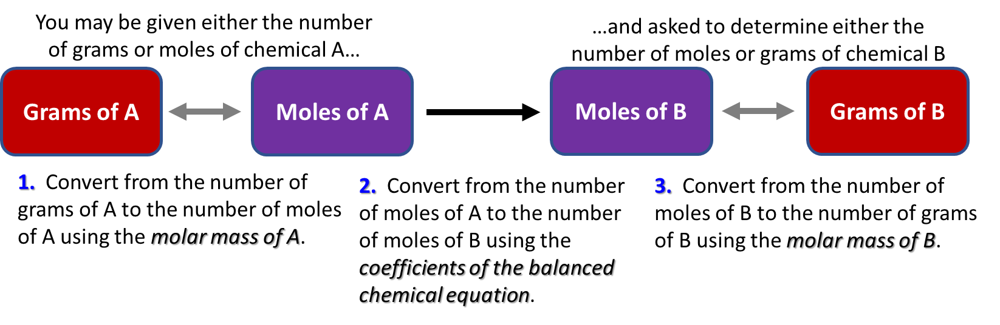 You may be given either the number
of grams or moles of chemical A…
…and asked to determine either the
number of moles or grams of chemical B
Grams of A
Moles of A
Moles of B
Grams of B
1. Convert from the number of
grams of A to the number of moles
of A using the molar mass of A.
2. Convert from the number
of moles of A to the number
of moles of B using the
coefficients of the balanced
chemical equation.
3. Convert from the number of
moles of B to the number of grams
of B using the molar mass of B.